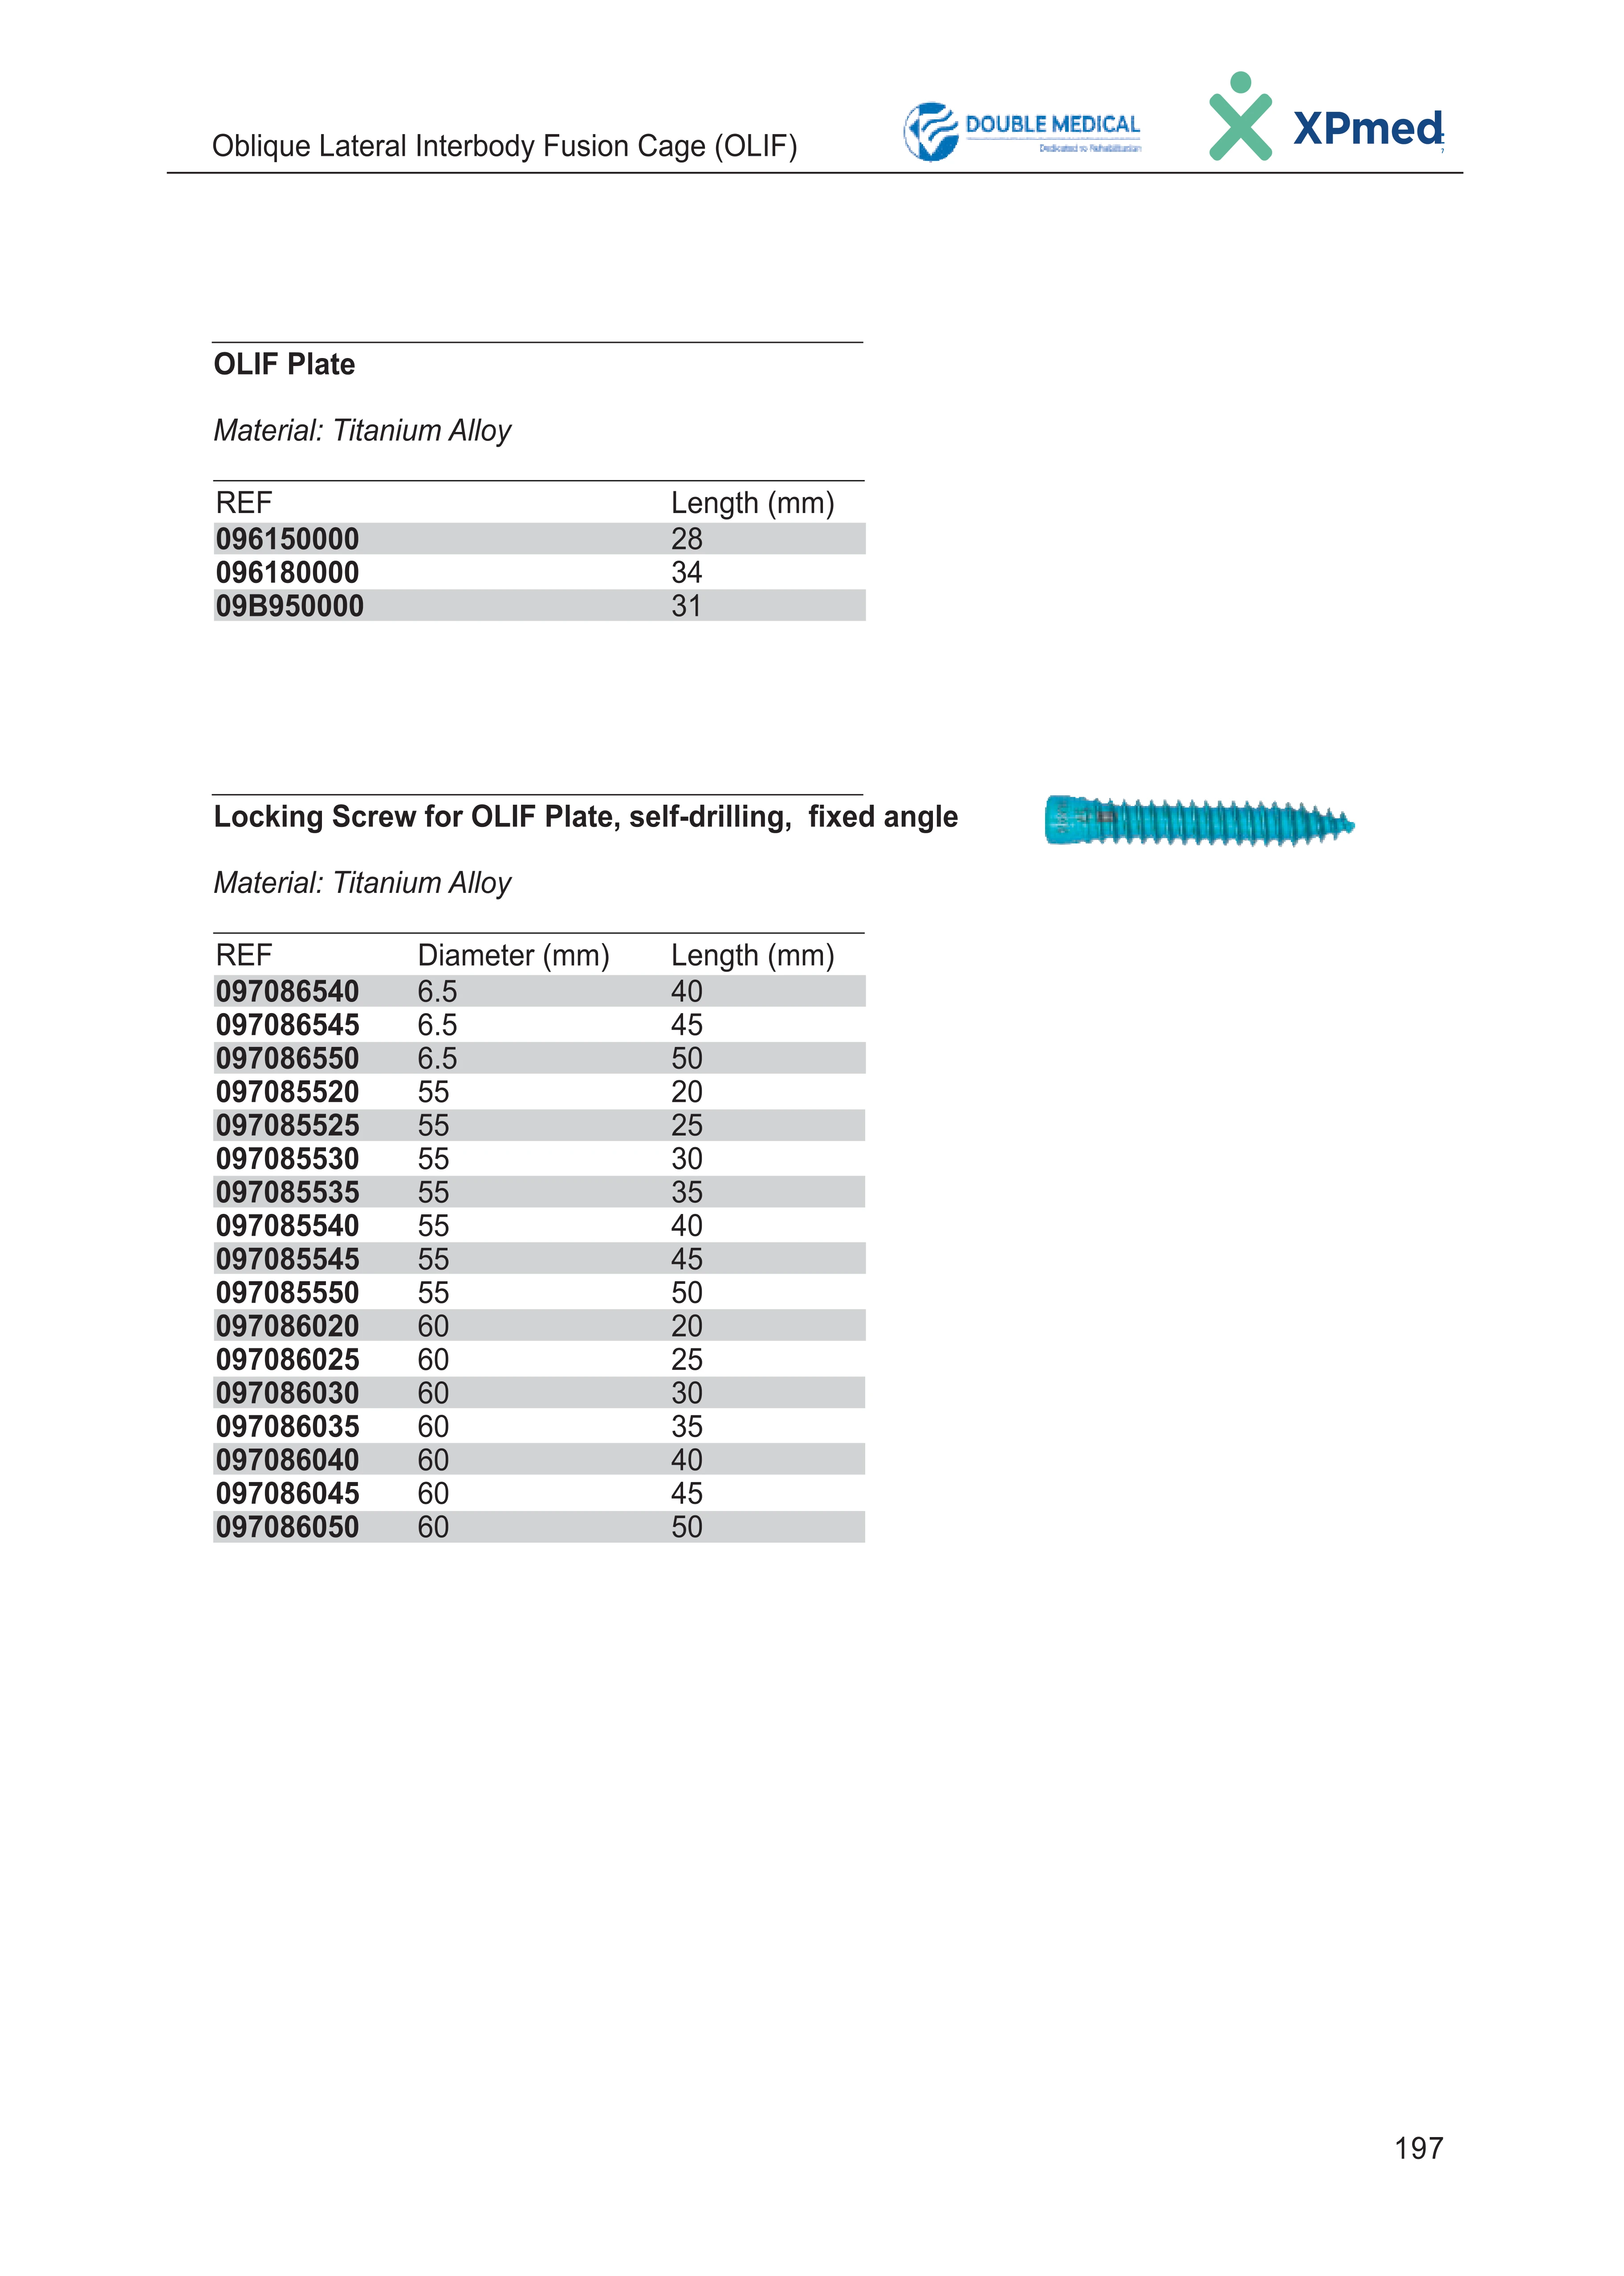 Oblique Lateral Interbody Fusion Cage (OLIF)
DOUBLE MEDICAL
Dedicated to Rehabilitation
XPmed
OLIF Plate
Material: Titanium Alloy
REF Length (mm)
096150000 28
096180000 34
09B950000 31
Locking Screw for OLIF Plate, self-drilling, fixed angle
Material: Titanium Alloy
REF Diameter (mm) Length (mm)
097086540 6.5 40
097086545 6.5 45
097086550 6.5 50
097085520 55 20
097085525 55 25
097085530 55 30
097085535 55 35
097085540 55 40
097085545 55 45
097085550 55 50
097086020 60 20
097086025 60 25
097086030 60 30
097086035 60 35
097086040 60 40
097086045 60 45
097086050 60 50
197